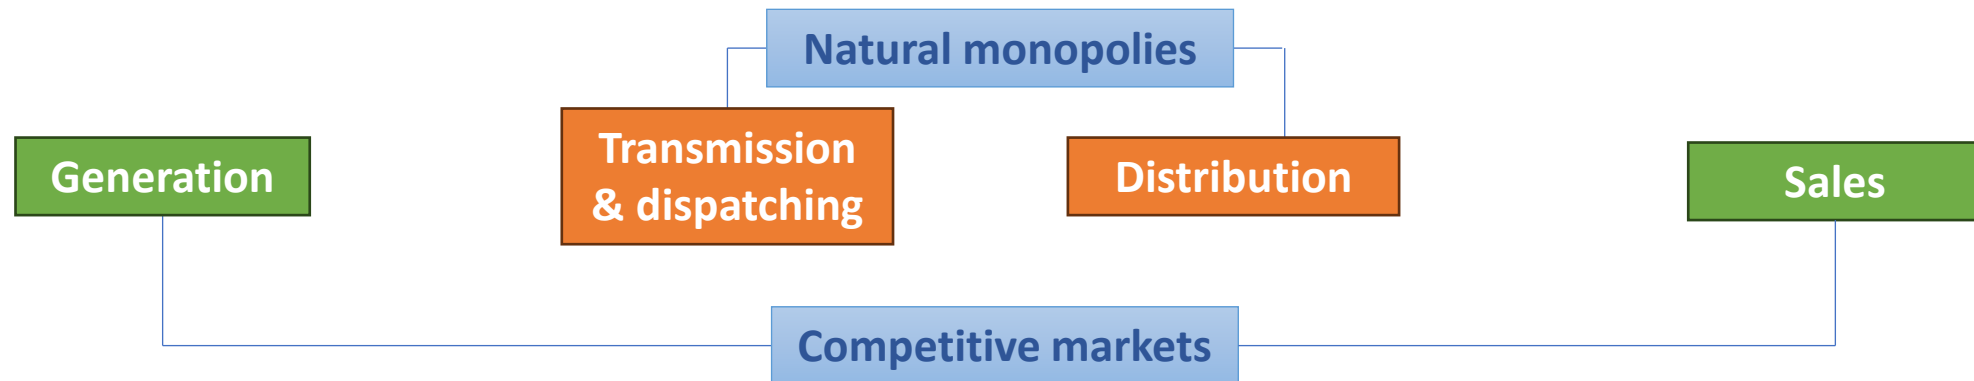 Natural monopolies
Generation
Transmission
& dispatching
Distribution
Sales
Competitive markets